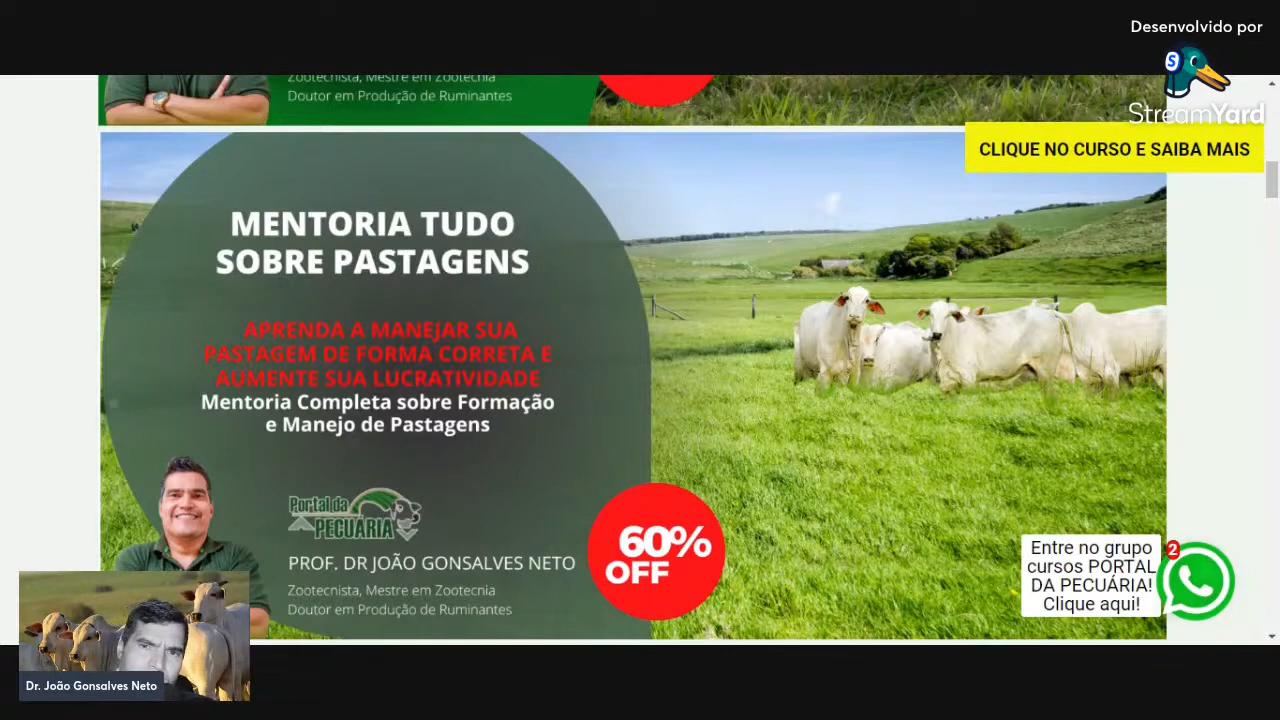 Desenvolvido por
StreamYard
Zootecnista, Mestre em Zootecnia
Doutor em Produção de Ruminantes
CLIQUE NO CURSO E SAIBA MAIS
MENTORIA TUDO
SOBRE PASTAGENS
APRENDA A MANEJAR SUA
PASTAGEM DE FORMA CORRETA E
AUMENTE SUA LUCRATIVIDADE
Mentoria Completa sobre Formação
e Manejo de Pastagens
Portal da
PECUÁRIA
PROF. DR JOÃO GONSALVES NETO
Zootecnista, Mestre em Zootecnia
Doutor em Produção de Ruminantes
60%
OFF
Entre no grupo
cursos PORTAL
DA PECUÁRIA!
Clique aqui!
2
Dr. João Gonsalves Neto